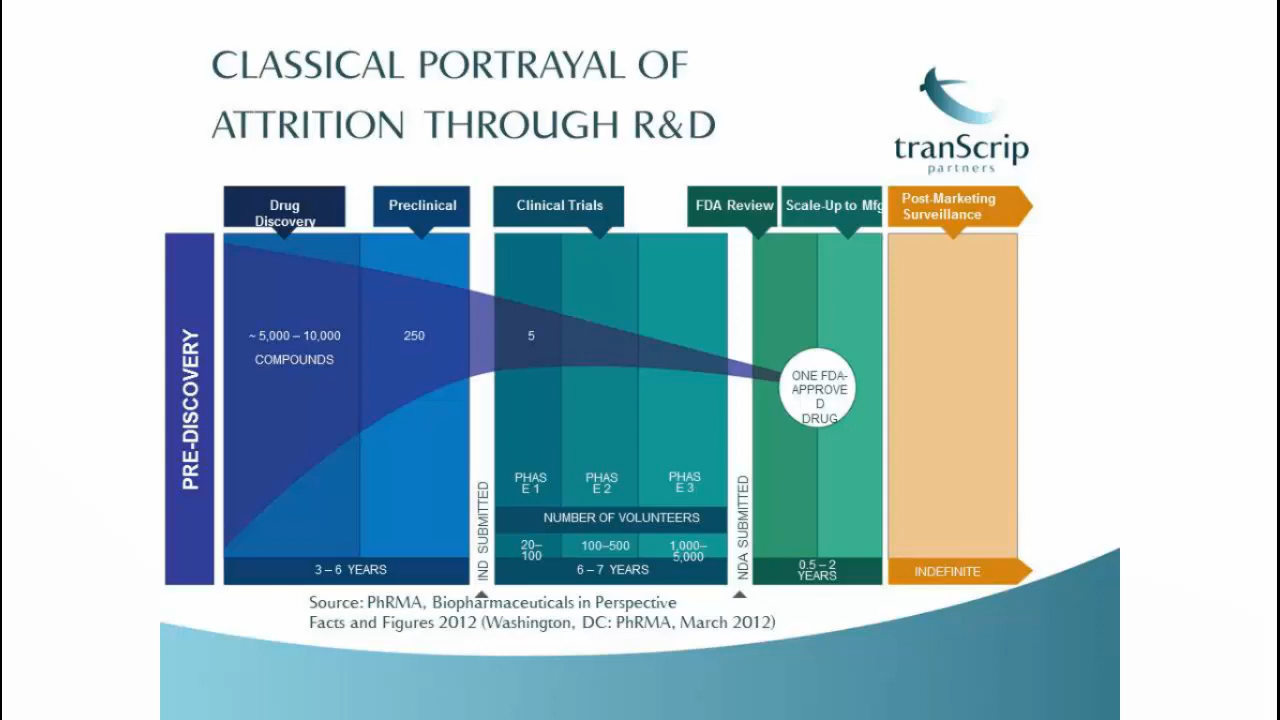 CLASSICAL PORTRAYAL OF
ATTRITION THROUGH R&D
tranScrip
partners
Drug
Discovery
Preclinical
Clinical Trials
FDA Review
Scale-Up to Mfg
Post-Marketing
Surveillance
PRE-DISCOVERY
~ 5,000 – 10,000
COMPOUNDS
250
5
ONE FDA-
APPROVE
D
DRUG
IND SUBMITTED
PHAS
E 1
PHAS
E 2
PHAS
E 3
NUMBER OF VOLUNTEERS
20–
100
100–500
1,000–
5,000
NDA SUBMITTED
3 – 6 YEARS
6 – 7 YEARS
0.5 – 2
YEARS
INDEFINITE
Source: PhRMA, Biopharmaceuticals in Perspective
Facts and Figures 2012 (Washington, DC: PhRMA, March 2012)